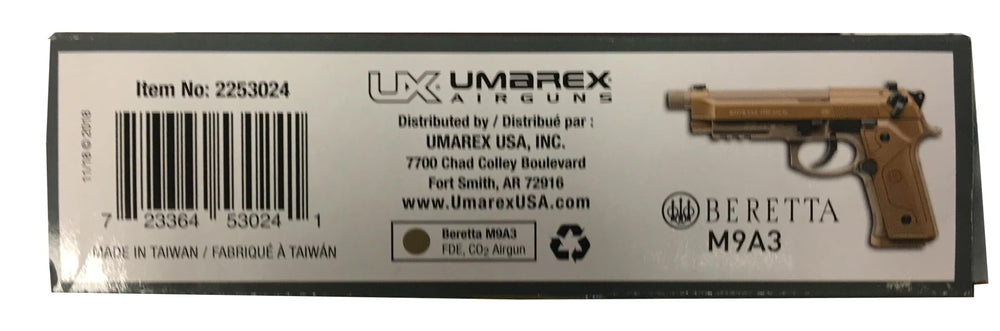 Item No: 2253024
11/18 ©2018
7 23364 53024 1
MADE IN TAIWAN / FABRIQUÉ À TAIWÁN
UX UMAREX
AIRGUNS
Distributed by / Distribué par :
UMAREX USA, INC.
7700 Chad Colley Boulevard
Fort Smith, AR 72916
www.UmarexUSA.com
Beretta M9A3
FDE, CO2 Airgun
BERETTA
M9A3